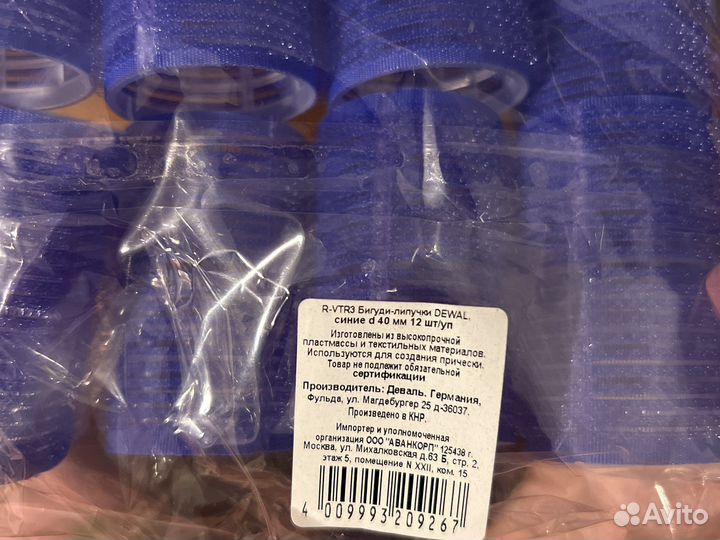 R-VTR3 Бигуди-липучки DEWAL,
синие d 40 мм 12 шт/уп
Изготовлены из высокопрочной
пластмассы и текстильных материалов.
Используются для создания прически.
Товар не подлежит обязательной
сертификации
Производитель: Деваль. Германия,
Фульда, ул. Магдебургер 25 д-36037.
Произведено в КНР.
Импортер и уполномоченная
организация ООО "АВАНКОРП" 125438 г.
Москва, ул. Михалковская д.63 Б, стр. 2,
этаж 5, помещение N XXII, ком. 15
4 009993 209267
Avito